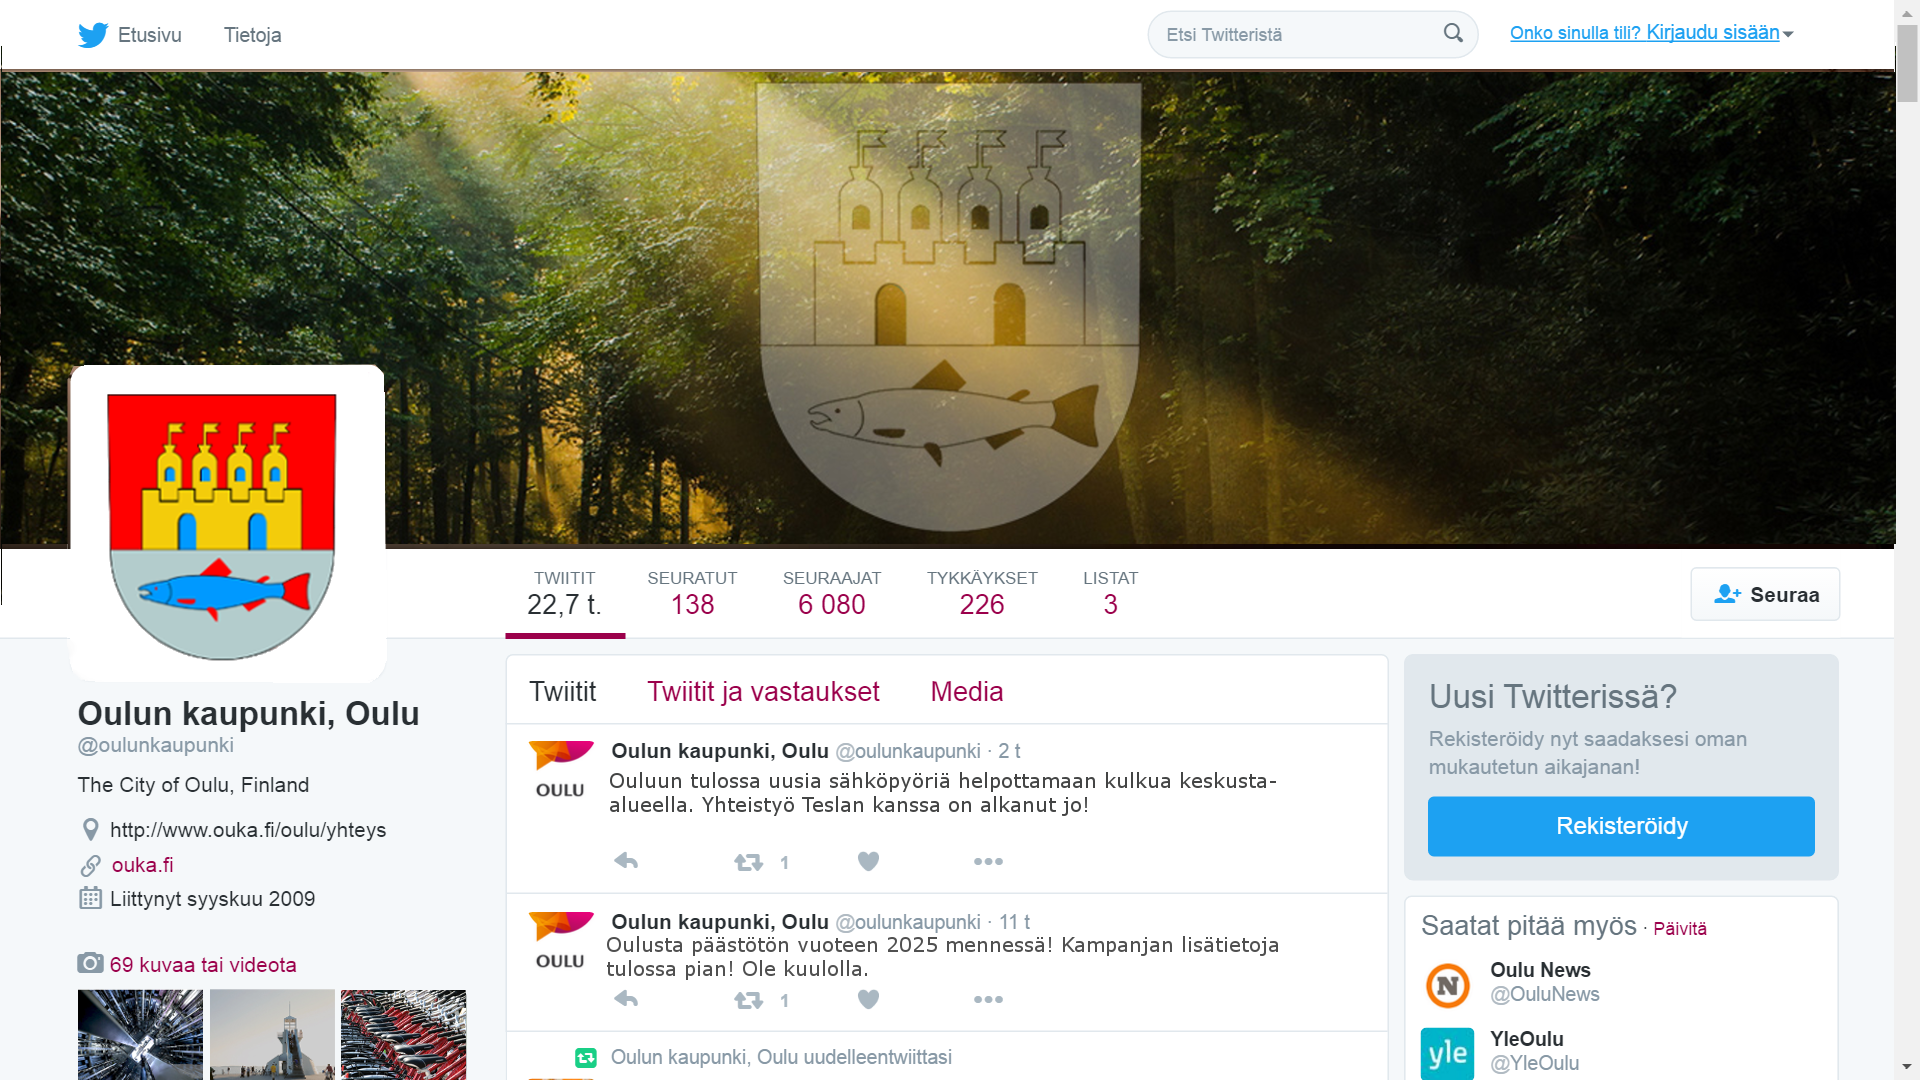 Etusivu
Tietoja
Etsi Twitteristä
Onko sinulla tili? Kirjaudu sisään
TWIITIT
22,7 t.
SEURATUT
138
SEURAAJAT
6 080
TYKKÄYKSET
226
LISTAT
3
Seuraa
Oulun kaupunki, Oulu
@oulunkaupunki
The City of Oulu, Finland
http://www.ouka.fi/oulu/yhteys
ouka.fi
Liittynyt syyskuu 2009
69 kuvaa tai videota
Twiitit
Twiitit ja vastaukset
Media
OULU
Oulun kaupunki, Oulu @oulunkaupunki · 2 t
Ouluun tulossa uusia sähköpyöriä helpottamaan kulkua keskusta-
alueella. Yhteistyö Teslan kanssa on alkanut jo!
1
OULU
Oulun kaupunki, Oulu @oulunkaupunki · 11 t
Oulusta päästötön vuoteen 2025 mennessä! Kampanjan lisätietoja
tulossa pian! Ole kuulolla.
1
Oulun kaupunki, Oulu uudelleentwiittasi
Uusi Twitterissä?
Rekisteröidy nyt saadaksesi oman
mukautetun aikajanan!
Rekisteröidy
Saatat pitää myös · Päivitä
N
Oulu News
@OuluNews
yle
YleOulu
@YleOulu